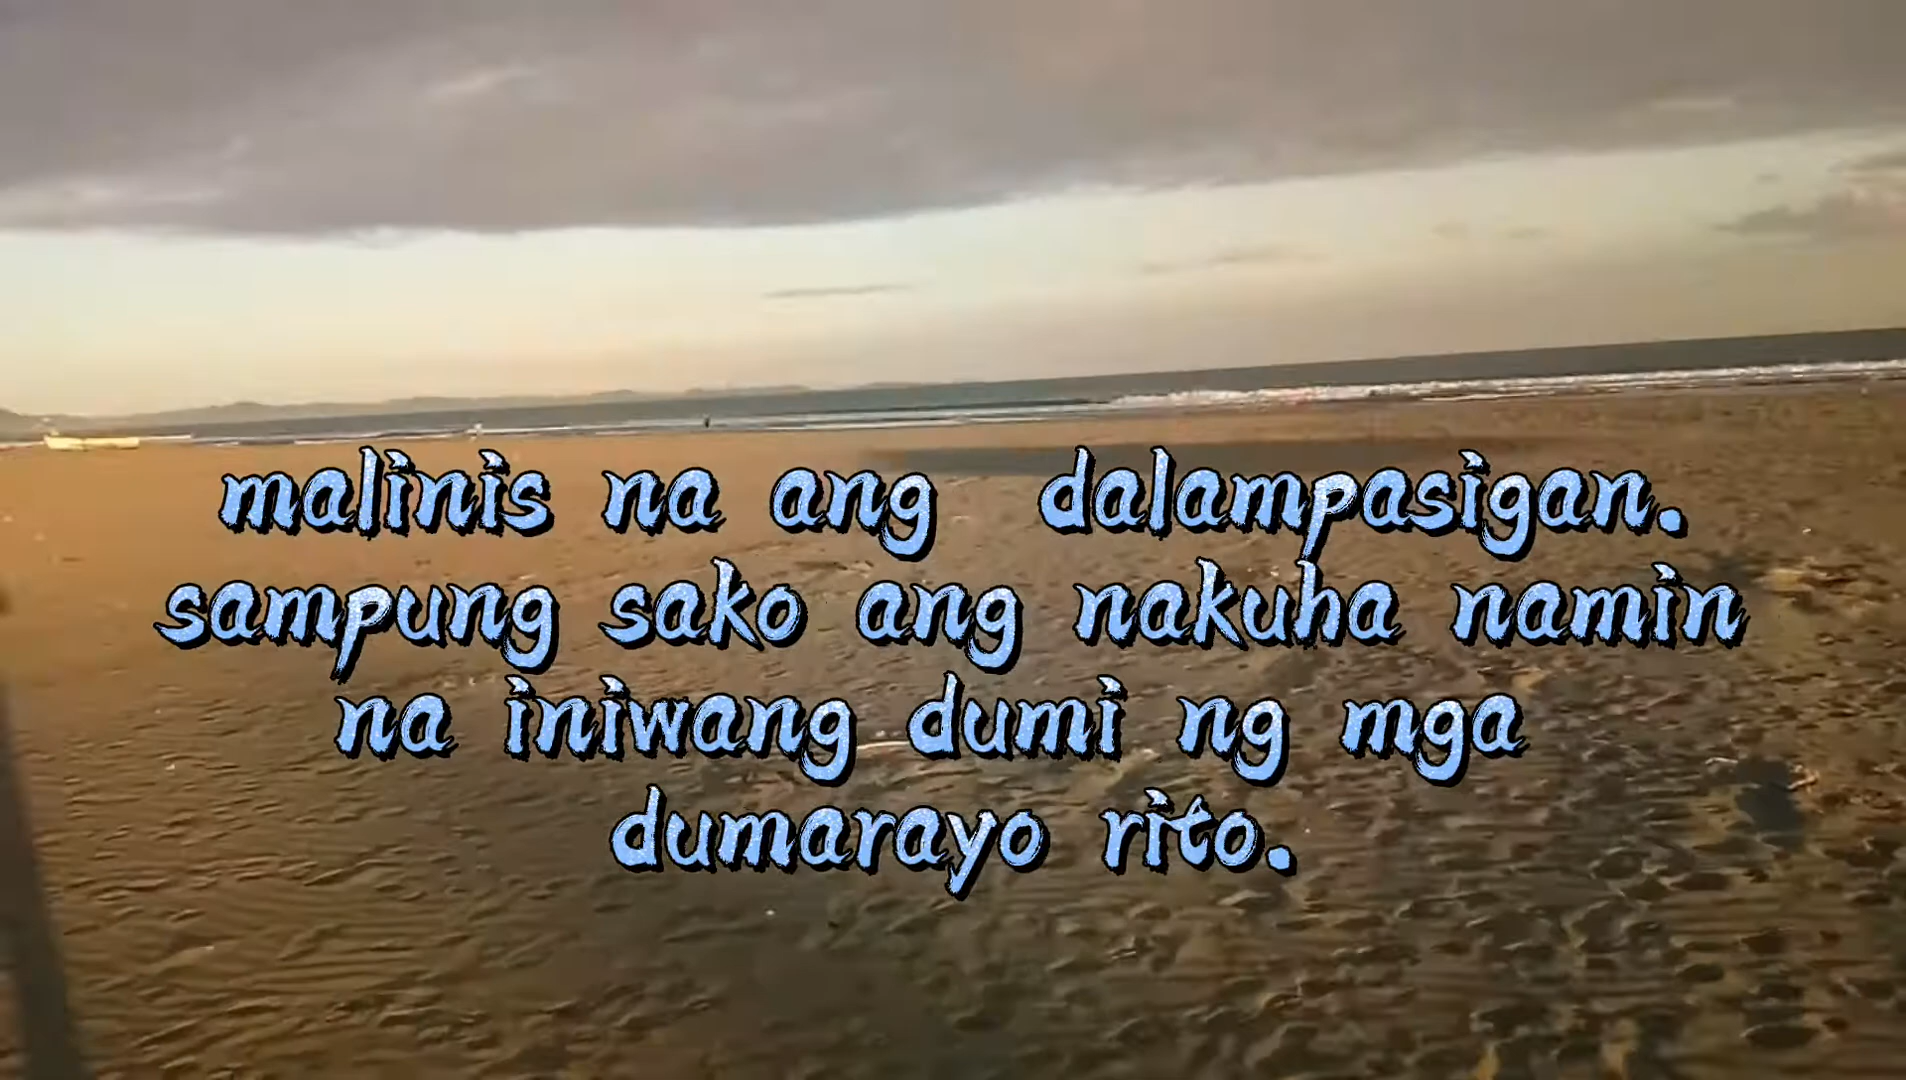 malinis na ang dalampasigan.
sampung sako ang nakuha namin
na iniwang dumi ng mga
dumarayo rito.